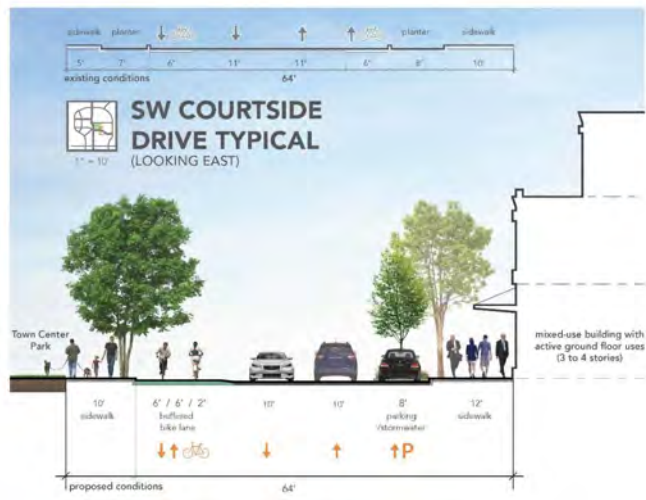 sidewalk planter planter sidewalk
5' 7' 6' 11' 11' 6' 8' 10'
existing conditions 64'
SW COURTSIDE
DRIVE TYPICAL
(LOOKING EAST)
1" = 10'
Town Center
Park
mixed-use building with
active ground floor uses
(3 to 4 stories)
10'
sidewalk
6' / 6' / 2'
buffered
bike lane
10'
10'
8'
parking
/stormwater
12'
sidewalk
P
proposed conditions 64'